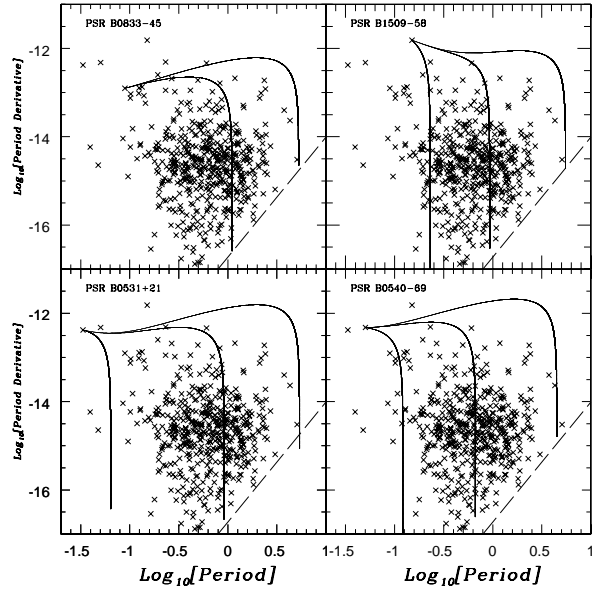 PSR B0833-45
PSR B1509-58
-12
-14
-16
Log10[Period Derivative]
PSR B0531+21
PSR B0540-69
-12
-14
-16
Log10[Period Derivative]
-1.5 -1 -0.5 0 0.5 1 -1.5 -1 -0.5 0 0.5 1
Log10[Period]
Log10[Period]